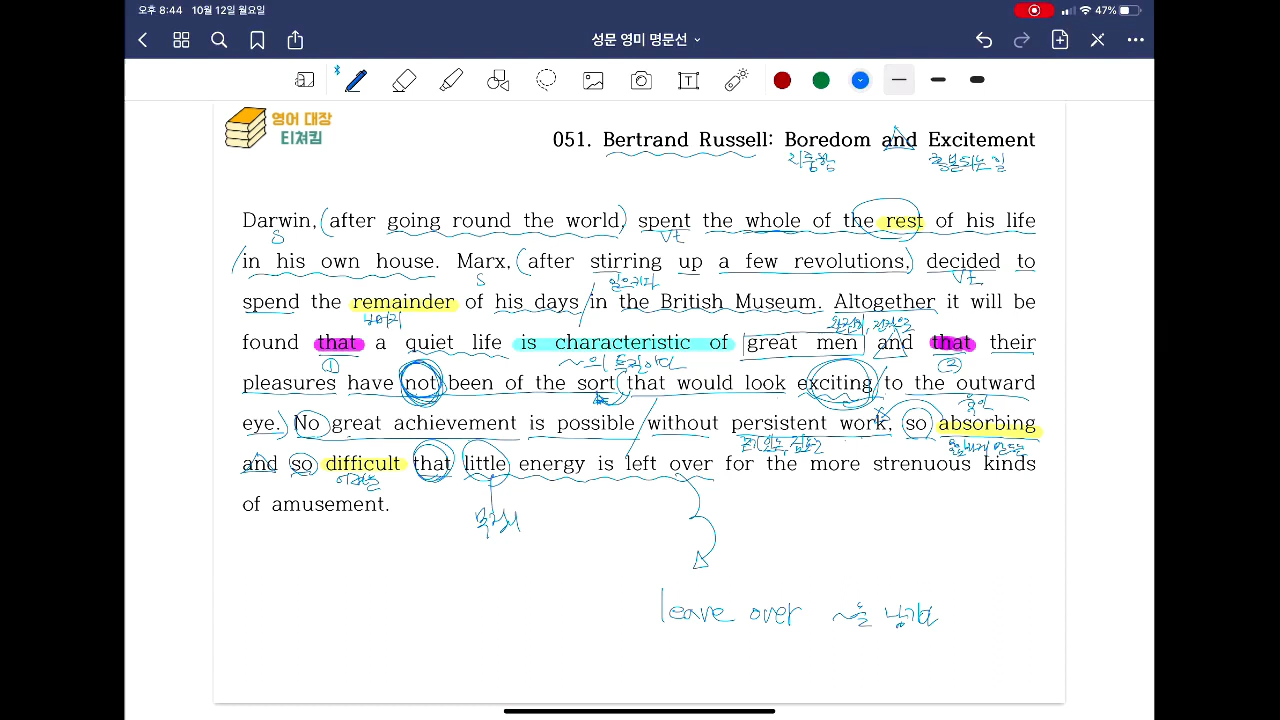 오후 8:44 10월 12일 월요일
47%
성문 영미 명문선
영어 대장
티쳐킴
051. Bertrand Russell: Boredom and Excitement
지루함
흥분되는 일
Darwin, (after going round the world) spent the whole of the rest of his life
S
Vt
in his own house. Marx, (after stirring up a few revolutions,) decided to
S
일으키다
Vt
spend the remainder of his days in the British Museum. Altogether it will be
나머지
found that a quiet life is characteristic of great men and that their
①
~의 특징이다
②
pleasures have not been of the sort (that would look exciting to the outward
eye.) No great achievement is possible without persistent work, so absorbing
and so difficult that little energy is left over for the more strenuous kinds
어려운
of amusement.
leave over ~을 남기다